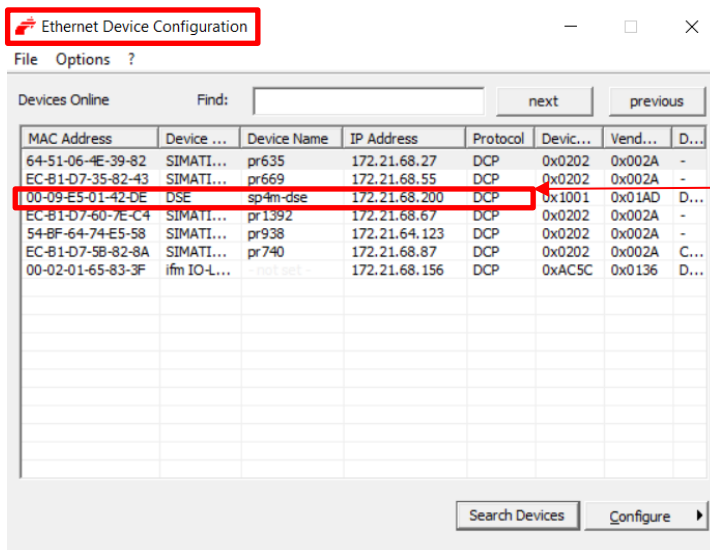 Ethernet Device Configuration
File Options ?
Devices Online Find: next previous
MAC Address Device ... Device Name IP Address Protocol Devic... Vend... D...
64-51-06-4E-39-82 SIMATI... pr635 172.21.68.27 DCP 0x0202 0x002A -
EC-B1-D7-35-82-43 SIMATI... pr669 172.21.68.55 DCP 0x0202 0x002A -
00-09-E5-01-42-DE DSE sp4m-dse 172.21.68.200 DCP 0x1001 0x01AD D...
EC-B1-D7-60-7E-C4 SIMATI... pr1392 172.21.68.67 DCP 0x0202 0x002A -
54-BF-64-74-E5-58 SIMATI... pr938 172.21.64.123 DCP 0x0202 0x002A -
EC-B1-D7-5B-82-8A SIMATI... pr740 172.21.68.87 DCP 0x0202 0x002A C...
00-02-01-65-83-3F ifm IO-L... - not set - 172.21.68.156 DCP 0xAC5C 0x0136 D...
Search Devices Configure